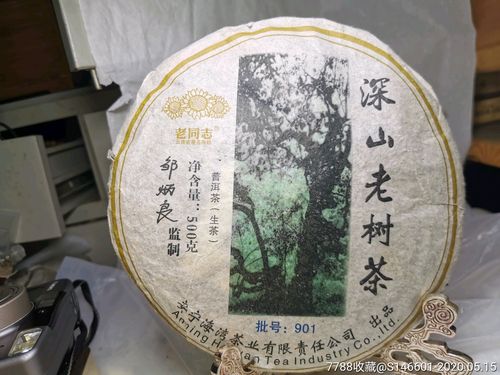 深山老树茶
老同志
普洱茶（生茶）
净含量：500克
邹炳良 监制
批号：901
安宁海湾茶业有限责任公司 出品
Tea Industry Co. ltd
7788收藏@S146601 2020.05.15